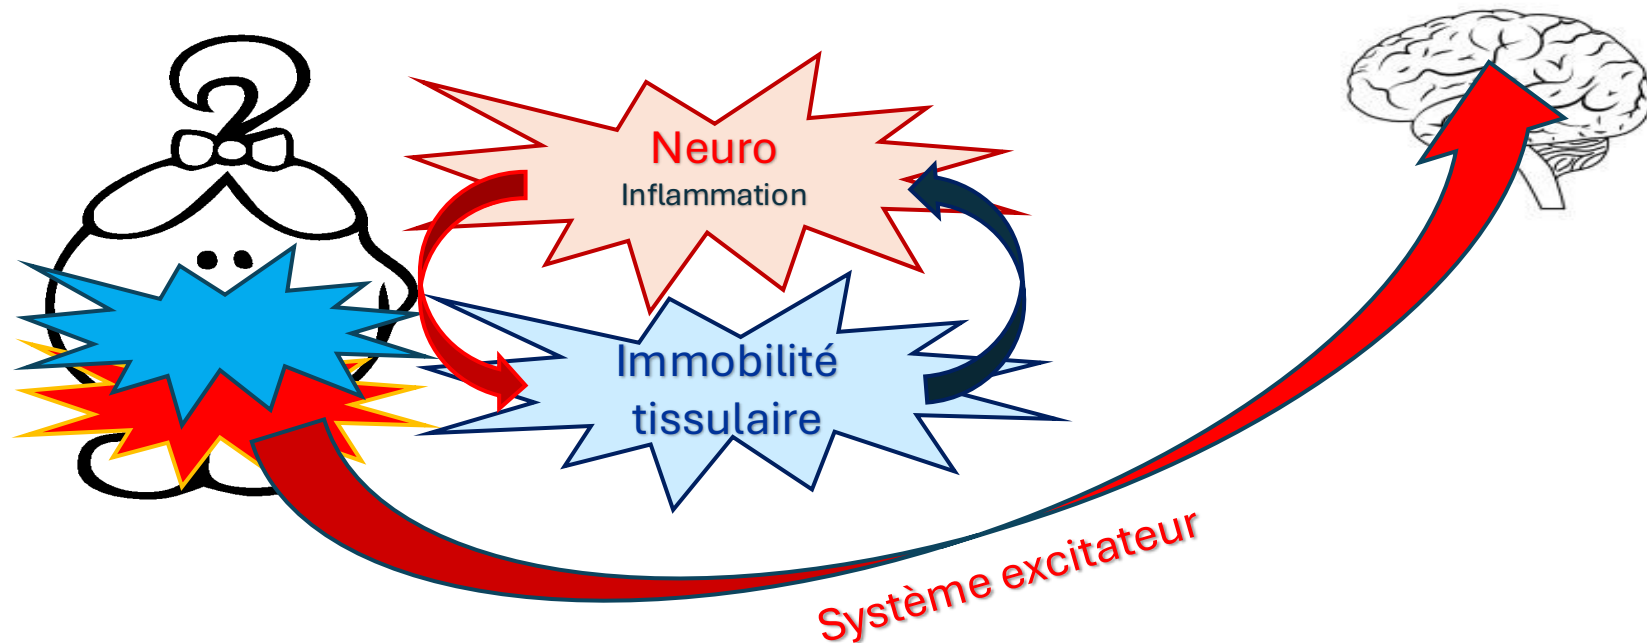 Neuro
Inflammation
Immobilité
tissulaire
Système excitateur